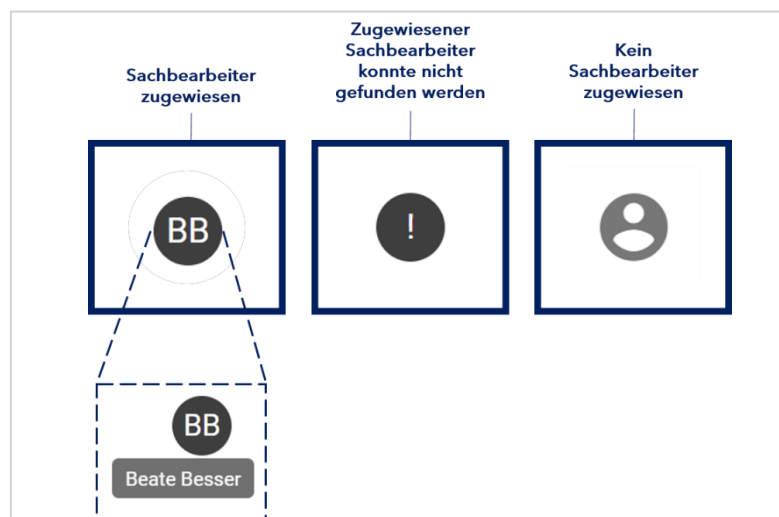 Sachbearbeiter
zugewiesen
Zugewiesener
Sachbearbeiter
konnte nicht
gefunden werden
Kein
Sachbearbeiter
zugewiesen
BB
!
BB
Beate Besser